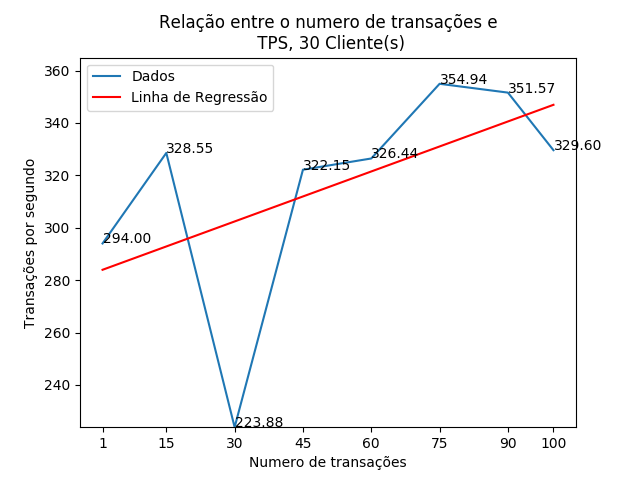 Relação entre o numero de transações e
TPS, 30 Cliente(s)
Dados
Linha de Regressão
Transações por segundo
360
340
320
300
280
260
240
294.00
328.55
223.88
322.15
326.44
354.94
351.57
329.60
1 15 30 45 60 75 90 100
Numero de transações